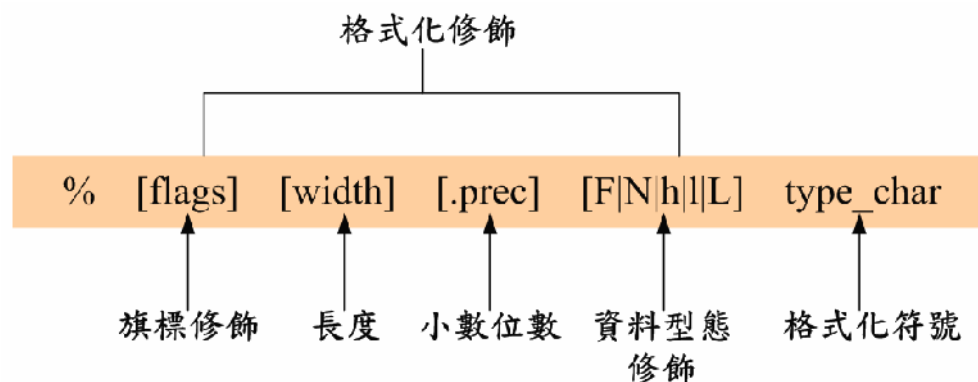 格式化修飾
% [flags] [width] [.prec] [F|N|h|l|L] type_char
旗標修飾 長度 小數位數 資料型態 格式化符號
修飾